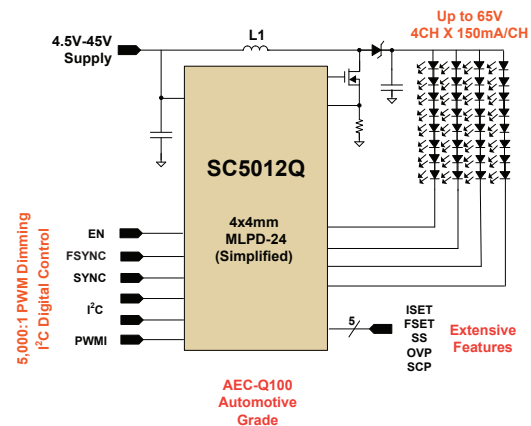 Up to 65V
4CH X 150mA/CH
L1
4.5V-45V
Supply
SC5012Q
4x4mm
MLPD-24
(Simplified)
5,000:1 PWM Dimming
I²C Digital Control
EN
FSYNC
SYNC
I²C
PWMI
5
ISET
FSET
SS
OVP
SCP
Extensive
Features
AEC-Q100
Automotive
Grade